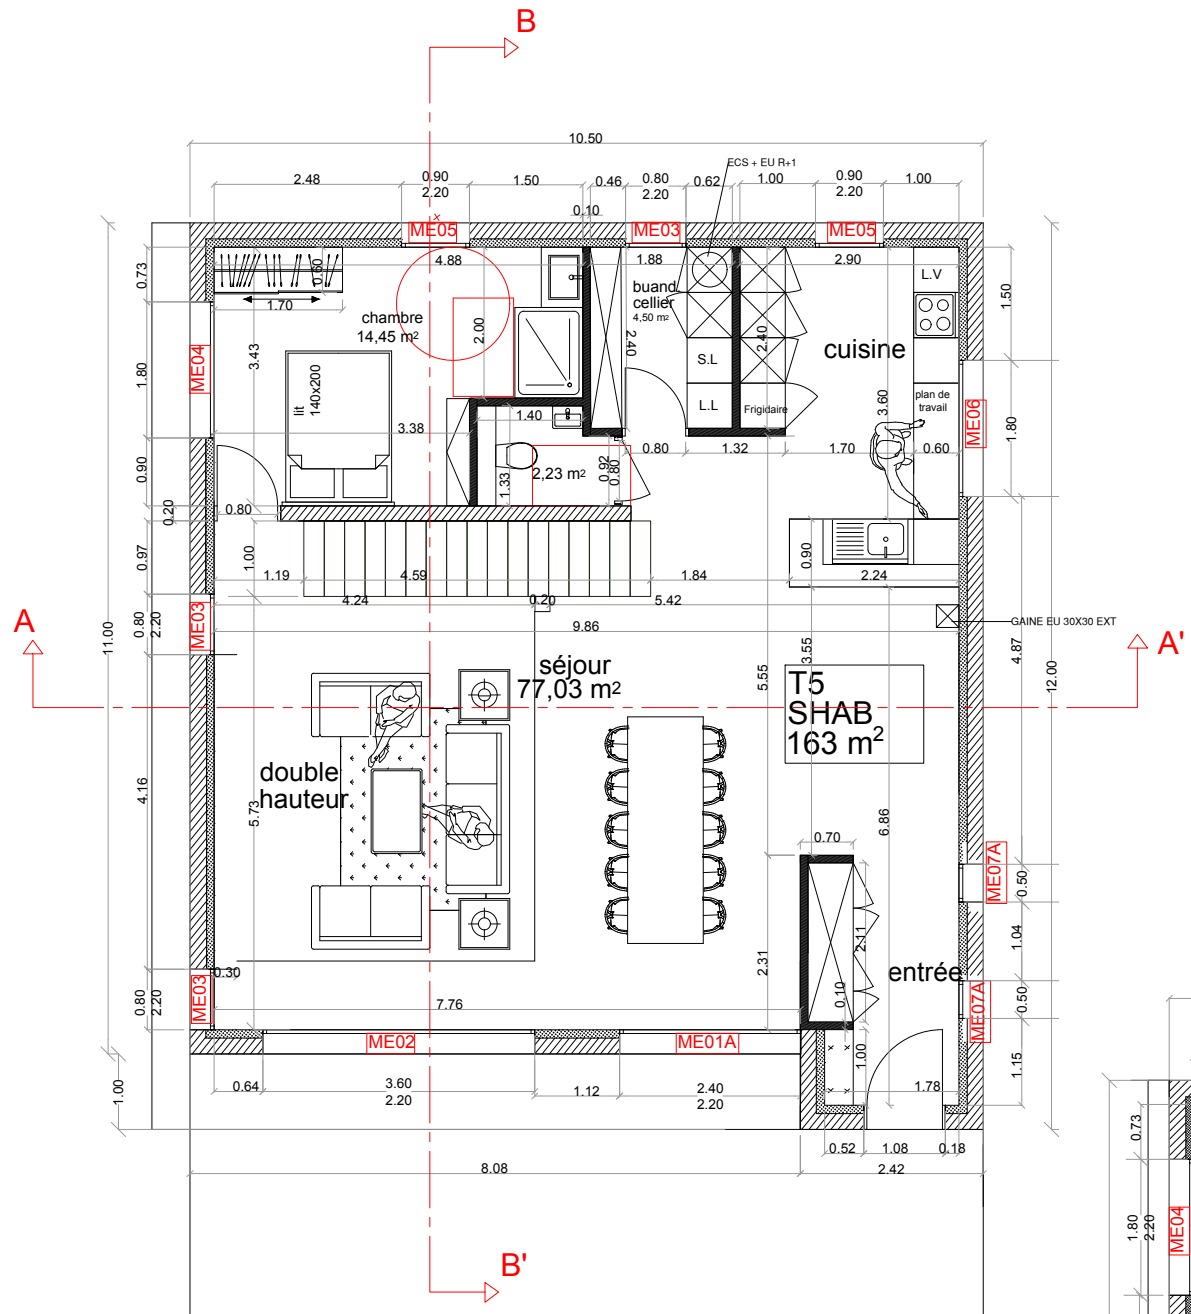 B
10.50
ECS + EU R+1
2.48
0.90
2.20
1.50
0.46
0.80
2.20
0.62
1.00
0.90
2.20
1.00
0.10
ME05
ME03
ME05
0.73
0.60
4.88
1.88
2.90
L.V
1.50
1.70
buand
cellier
4,50 m²
chambre
14,45 m²
2.00
2.40
2.40
cuisine
ME04
1.80
3.43
lit
140x200
S.L
L.L
Frigidaire
3.60
plan de
travail
ME06
1.80
1.40
3.38
0.80
1.32
1.70
0.60
0.90
1.33
2,23 m²
0.92
0.80
0.20
0.80
0.97
1.00
0.90
1.19
4.59
1.84
2.24
4.24
0.20
5.42
A
11.00
0.80
2.20
ME03
9.86
GAINE EU 30X30 EXT
A'
3.55
4.87
12.00
séjour
77,03 m²
5.55
T5
SHAB
163 m²
double
hauteur
4.16
5.73
6.86
0.70
ME07A
0.50
2.11
1.04
2.31
entrée
0.30
0.80
2.20
ME03
7.76
0.10
ME07A
0.50
ME02
ME01A
1.00
1.00
1.15
0.64
3.60
2.20
1.12
2.40
2.20
1.78
0.52
1.08
0.18
8.08
2.42
B'
0.73
1.80
2.20
ME04